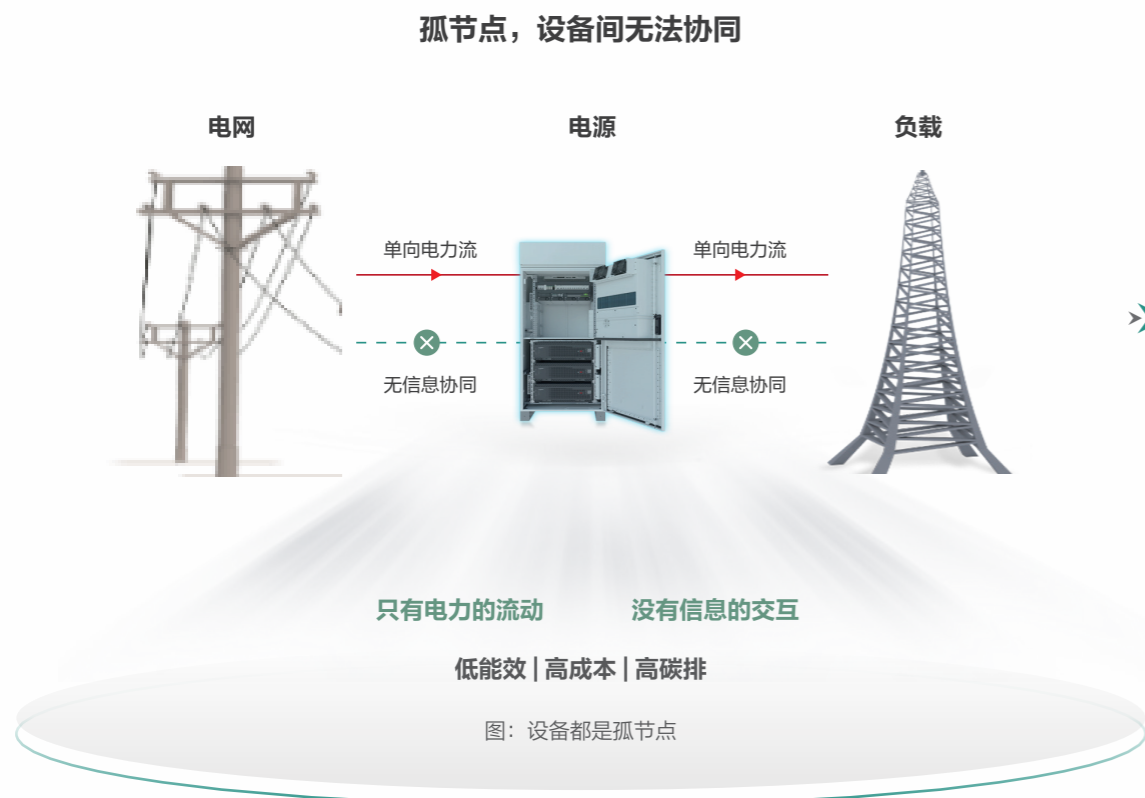 孤节点，设备间无法协同
电网
电源
负载
单向电力流
单向电力流
无信息协同
无信息协同
只有电力的流动
没有信息的交互
低能效 | 高成本 | 高碳排
图：设备都是孤节点